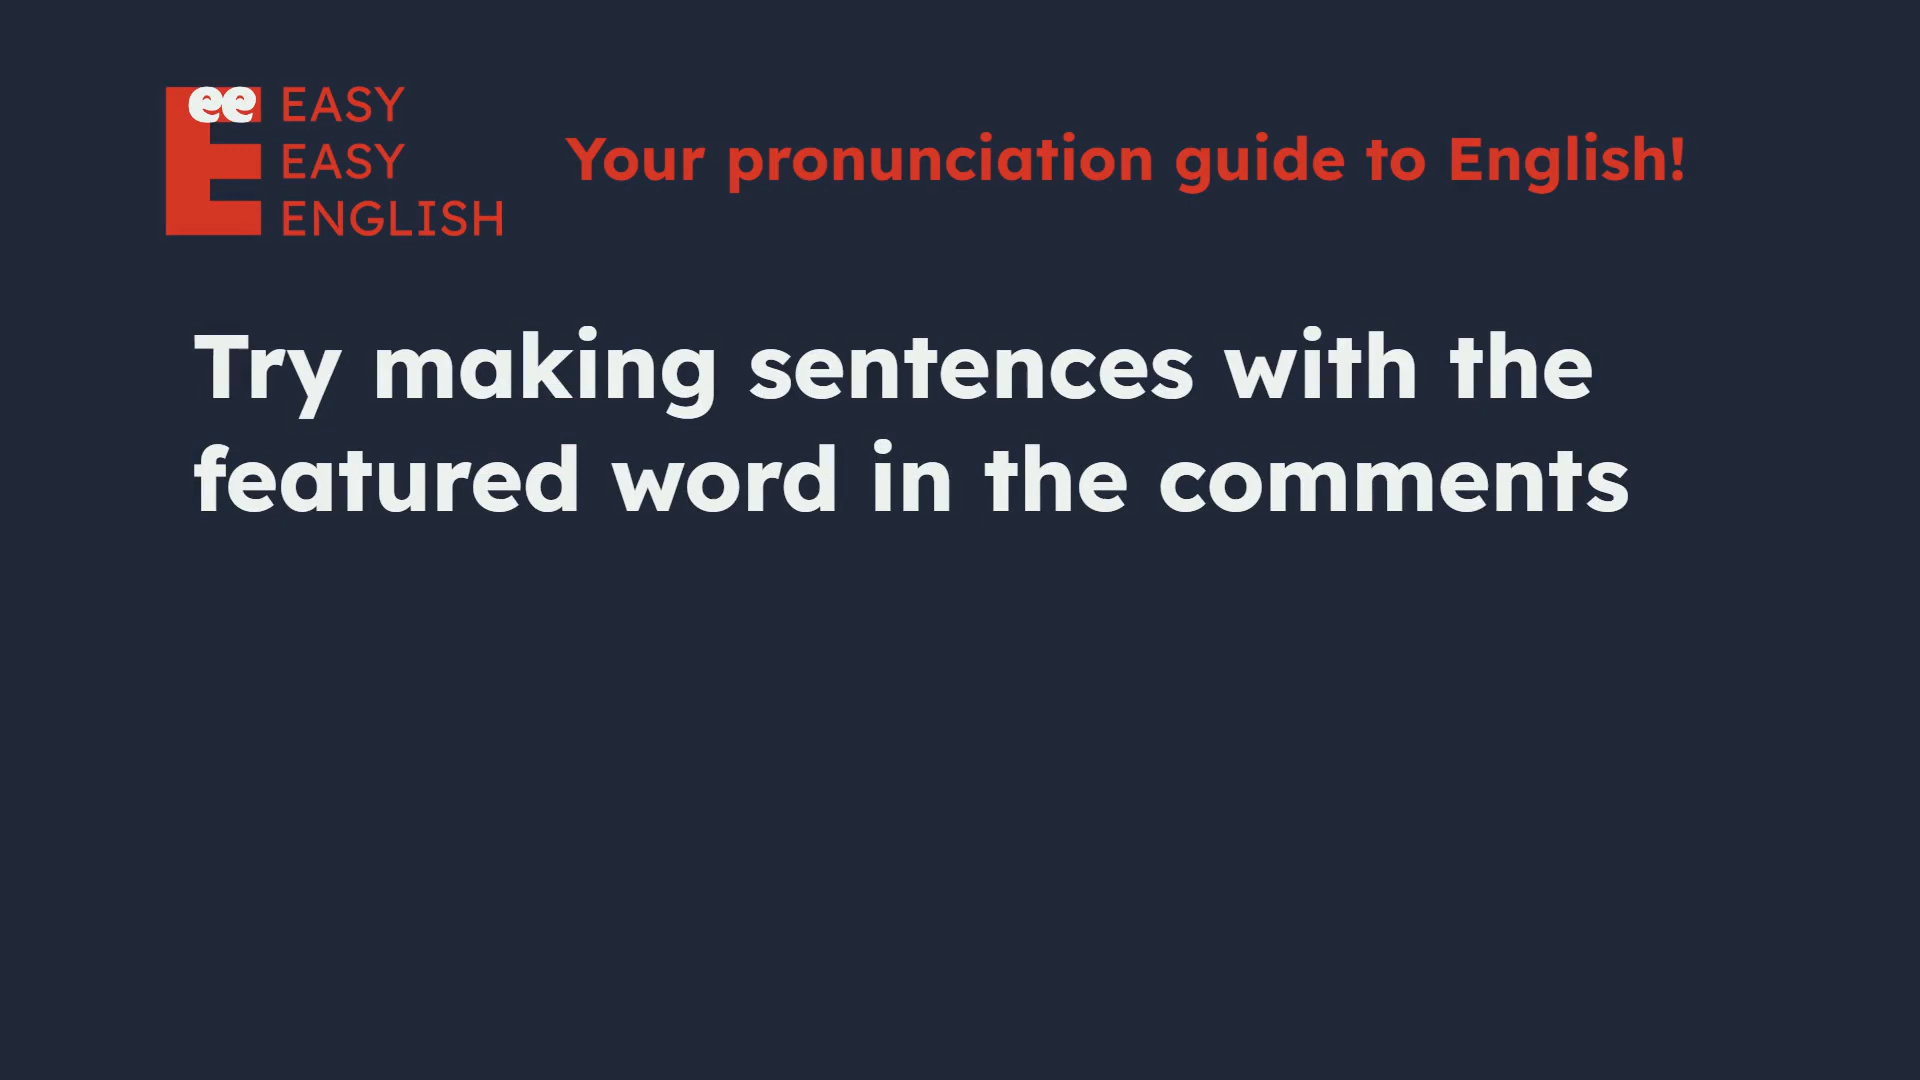 ee
EASY
EASY
ENGLISH
Your pronunciation guide to English!
Try making sentences with the
featured word in the comments